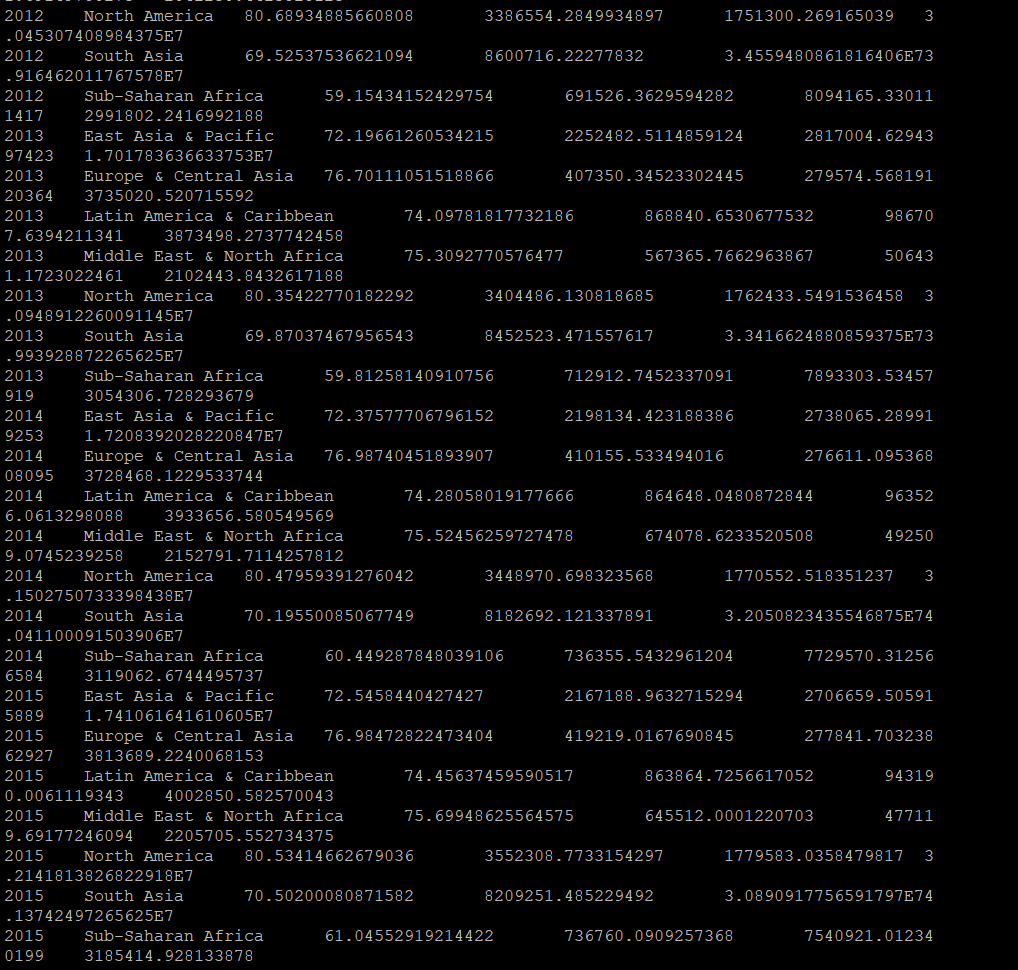 2012    North America   80.68934885660808       3386554.2849934897      1751300.269165039   3
.045307408984375E7
2012    South Asia      69.52537536621094       8600716.22277832        3.4559480861816406E73
.916462011767578E7
2012    Sub-Saharan Africa      59.15434152429754       691526.3629594282       8094165.33011
1417    2991802.2416992188
2013    East Asia & Pacific     72.19661260534215       2252482.5114859124      2817004.62943
97423   1.701783636633753E7
2013    Europe & Central Asia   76.70111051518866       407350.34523302445      279574.568191
20364   3735020.520715592
2013    Latin America & Caribbean       74.09781817732186       868840.6530677532       98670
7.6394211341    3873498.2737742458
2013    Middle East & North Africa      75.3092770576477        567365.7662963867       50643
1.1723022461    2102443.8432617188
2013    North America   80.35422770182292       3404486.130818685       1762433.5491536458  3
.0948912260091145E7
2013    South Asia      69.87037467956543       8452523.471557617       3.3416624880859375E73
.993928872265625E7
2013    Sub-Saharan Africa      59.81258140910756       712912.7452337091       7893303.53457
919     3054306.728293679
2014    East Asia & Pacific     72.37577706796152       2198134.423188386       2738065.28991
9253    1.7208392028220847E7
2014    Europe & Central Asia   76.98740451893907       410155.533494016        276611.095368
08095   3728468.1229533744
2014    Latin America & Caribbean       74.28058019177666       864648.0480872844       96352
6.0613298088    3933656.580549569
2014    Middle East & North Africa      75.52456259727478       674078.6233520508       49250
9.0745239258    2152791.7114257812
2014    North America   80.47959391276042       3448970.698323568       1770552.518351237   3
.1502750733398438E7
2014    South Asia      70.19550085067749       8182692.121337891       3.2050823435546875E74
.041100091503906E7
2014    Sub-Saharan Africa      60.449287848039106      736355.5432961204       7729570.31256
6584    3119062.6744495737
2015    East Asia & Pacific     72.5458440427427        2167188.9632715294      2706659.50591
5889    1.741061641610605E7
2015    Europe & Central Asia   76.98472822473404       419219.0167690845       277841.703238
62927   3813689.2240068153
2015    Latin America & Caribbean       74.45637459590517       863864.7256617052       94319
0.0061119343    4002850.582570043
2015    Middle East & North Africa      75.69948625564575       645512.0001220703       47711
9.69177246094   2205705.552734375
2015    North America   80.53414662679036       3552308.7733154297      1779583.0358479817  3
.2141813826822918E7
2015    South Asia      70.50200080871582       8209251.485229492       3.0890917756591797E74
.13742497265625E7
2015    Sub-Saharan Africa      61.04552919214422       736760.0909257368       7540921.01234
0199    3185414.928133878